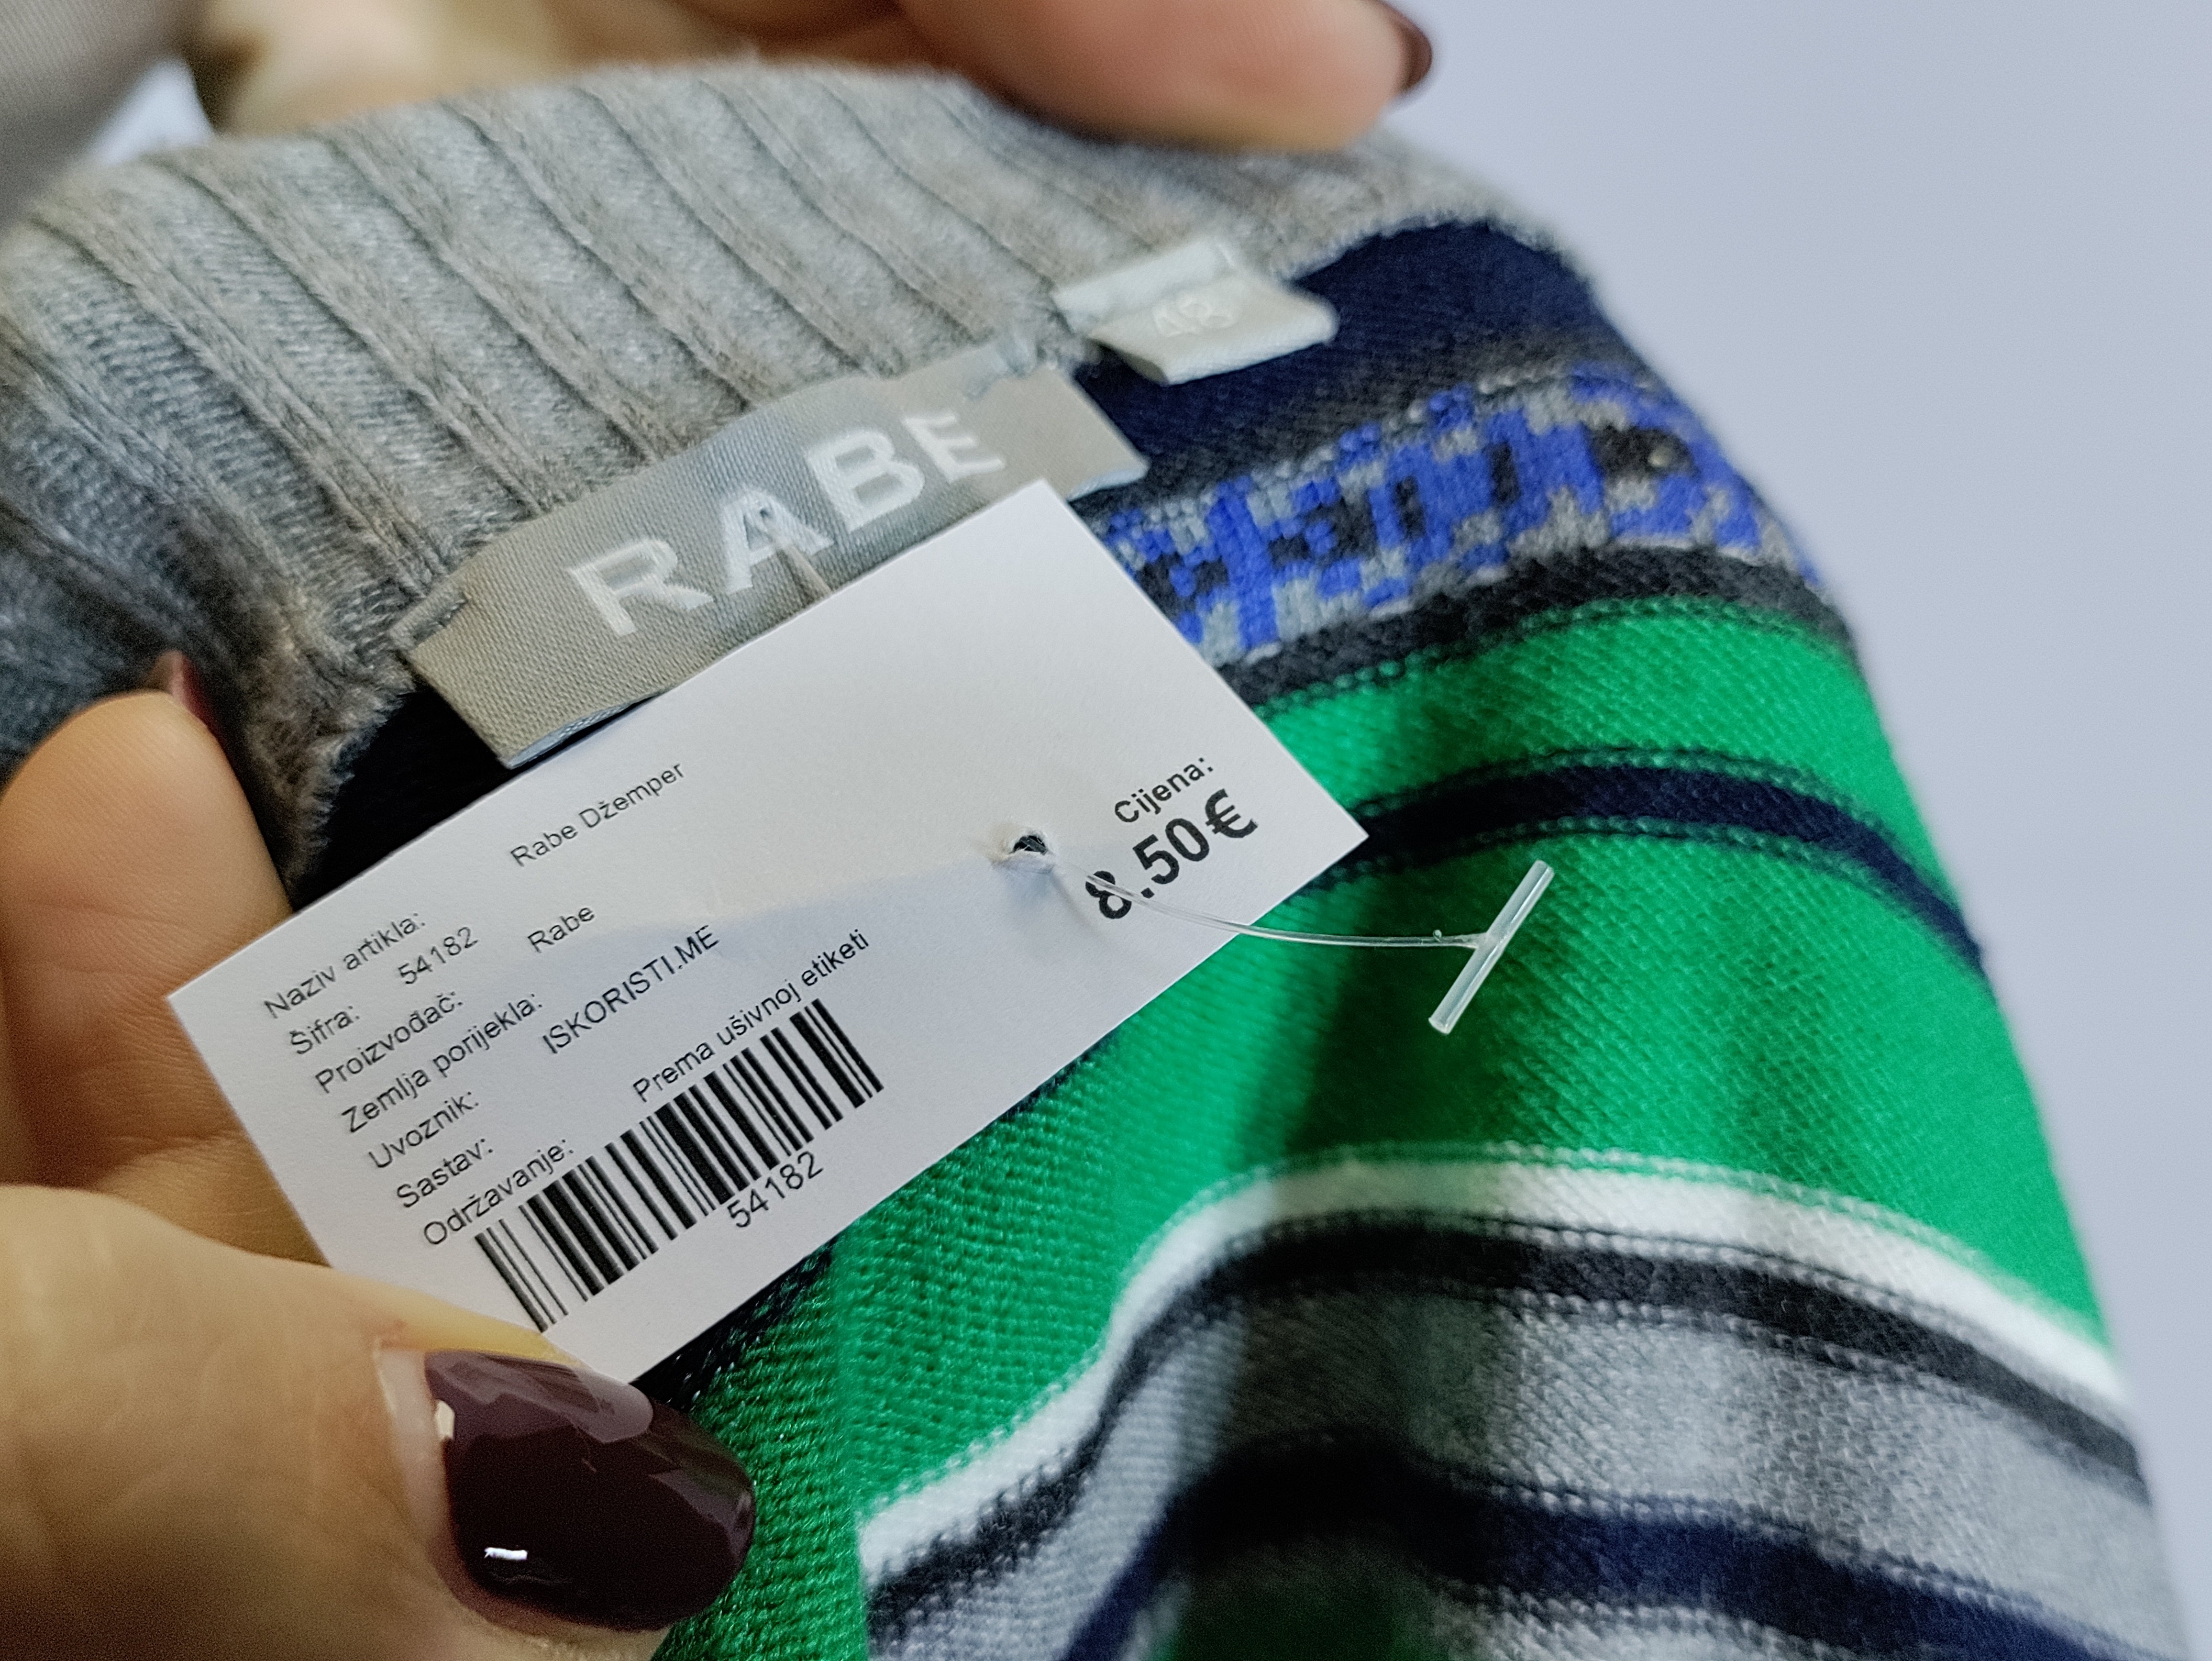 48
RABE
Naziv artikla: Rabe Džemper
Šifra: 54182
Proizvođač: Rabe
Zemlja porijekla:
Uvoznik: ISKORISTI.ME
Sastav:
Održavanje: Prema ušivnoj etiketi
54182
Cijena:
8.50€